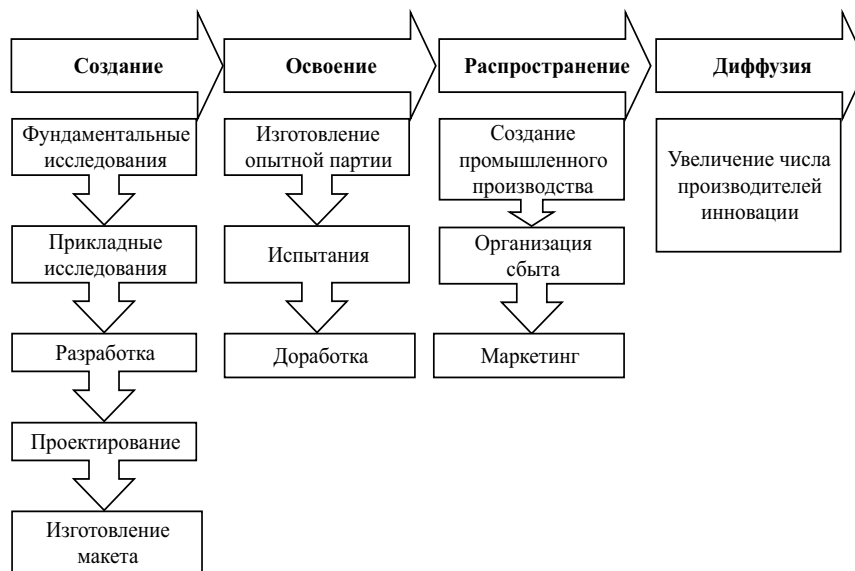 Создание
Освоение
Распространение
Диффузия
Фундаментальные
исследования
Прикладные
исследования
Разработка
Проектирование
Изготовление
макета
Изготовление
опытной партии
Испытания
Доработка
Создание
промышленного
производства
Организация
сбыта
Маркетинг
Увеличение числа
производителей
инновации